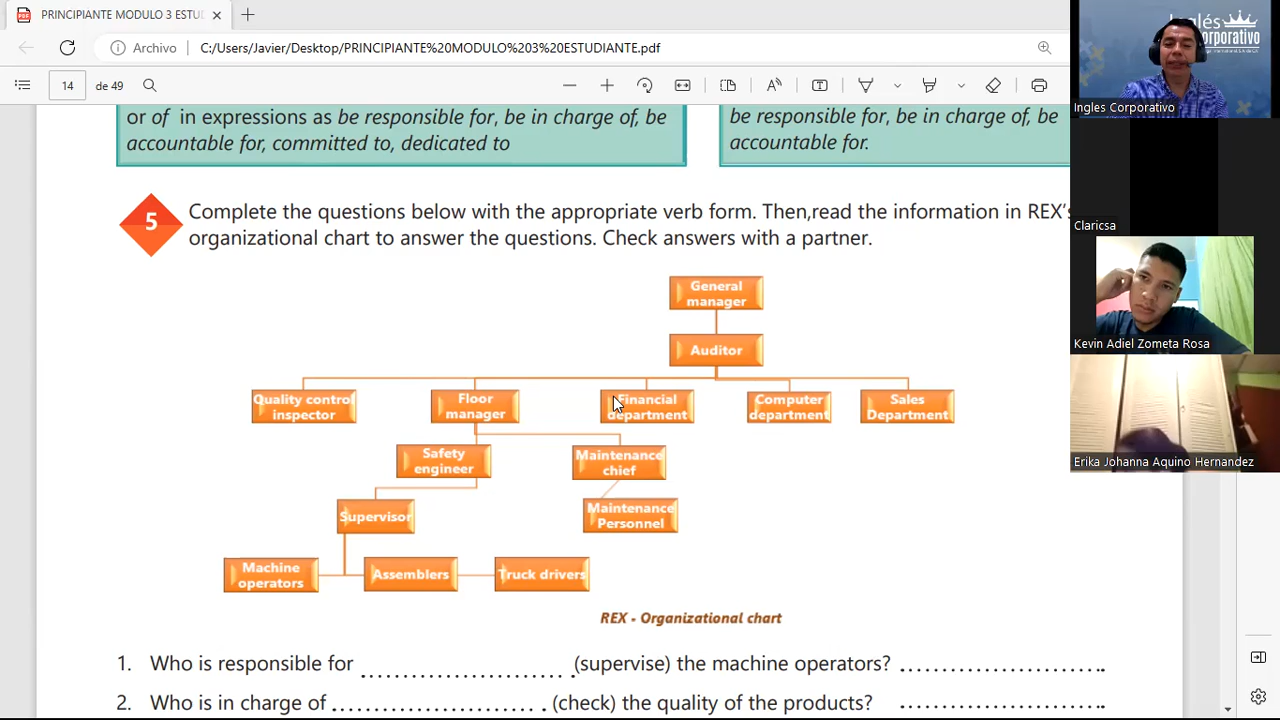 PRINCIPIANTE MODULO 3 ESTU
Archivo
C:/Users/Javier/Desktop/PRINCIPIANTE%20MODULO%203%20ESTUDIANTE.pdf
14 de 49
or of in expressions as be responsible for, be in charge of, be
accountable for, committed to, dedicated to
be responsible for, be in charge of, be
accountable for.
5
Complete the questions below with the appropriate verb form. Then,read the information in REX's
organizational chart to answer the questions. Check answers with a partner.
General
manager
Auditor
Quality control
inspector
Floor
manager
Financial
department
Computer
department
Sales
Department
Safety
engineer
Maintenance
chief
Supervisor
Maintenance
Personnel
Machine
operators
Assemblers
Truck drivers
REX - Organizational chart
1. Who is responsible for ........................ (supervise) the machine operators? ........................
2. Who is in charge of ........................ (check) the quality of the products? ........................
Inglés
Corporativo
Ingles Corporativo
Claricsa
Kevin Adiel Zometa Rosa
Erika Johanna Aquino Hernandez